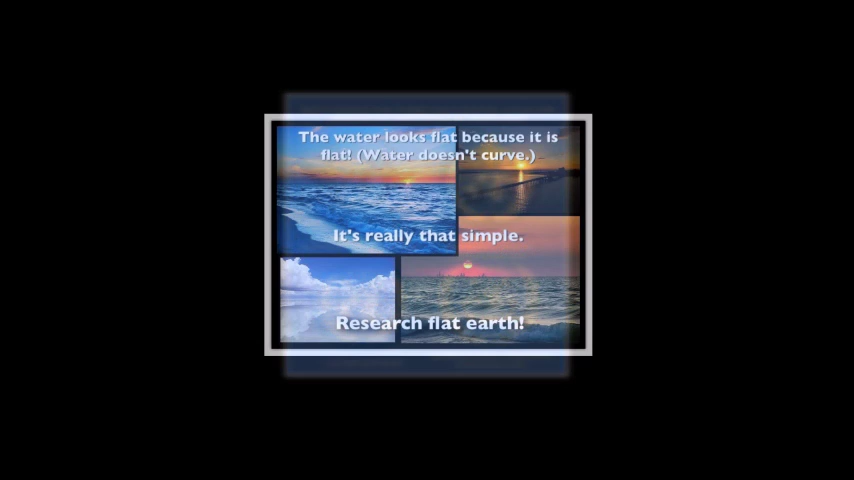 The water looks flat because it is
flat! (Water doesn't curve.)
It's really that simple.
Research flat earth!